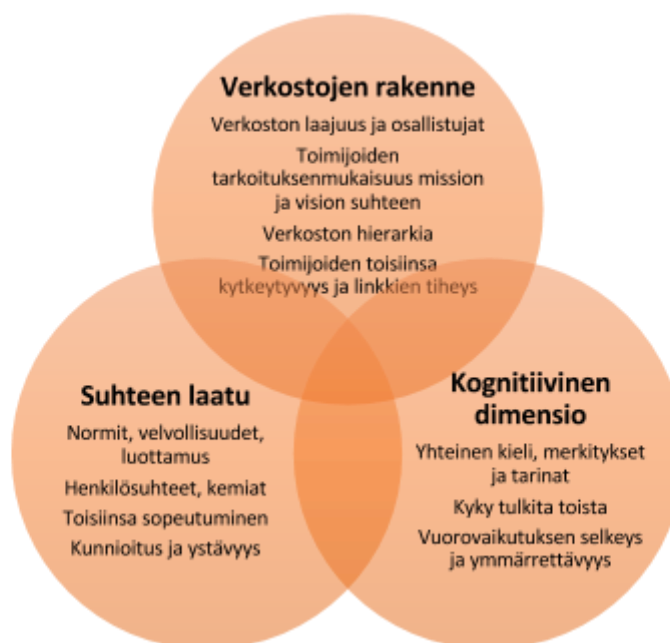 Verkostojen rakenne
Verkoston laajuus ja osallistujat
Toimijoiden
tarkoituksenmukaisuus mission
ja vision suhteen
Verkoston hierarkia
Toimijoiden toisiinsa
kytkeytyvyys ja linkkien tiheys
Suhteen laatu
Normit, velvollisuudet,
luottamus
Henkilösuhteet, kemiat
Toisiinsa sopeutuminen
Kunnioitus ja ystävyys
Kognitiivinen
dimensio
Yhteinen kieli, merkitykset
ja tarinat
Kyky tulkita toista
Vuorovaikutuksen selkeys
ja ymmärrettävyys